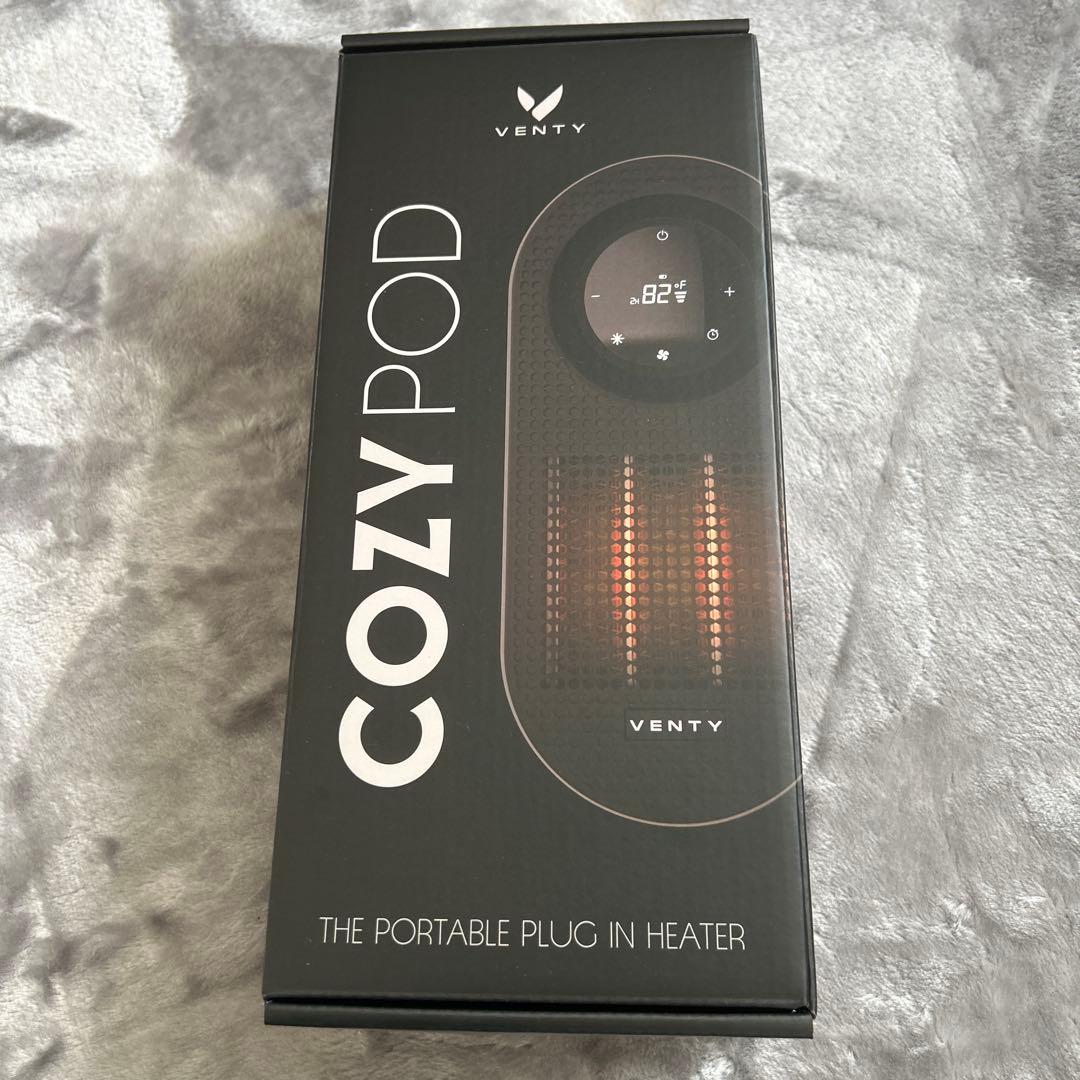 VENTY
COZY POD
2H 82 °F
VENTY
THE PORTABLE PLUG IN HEATER